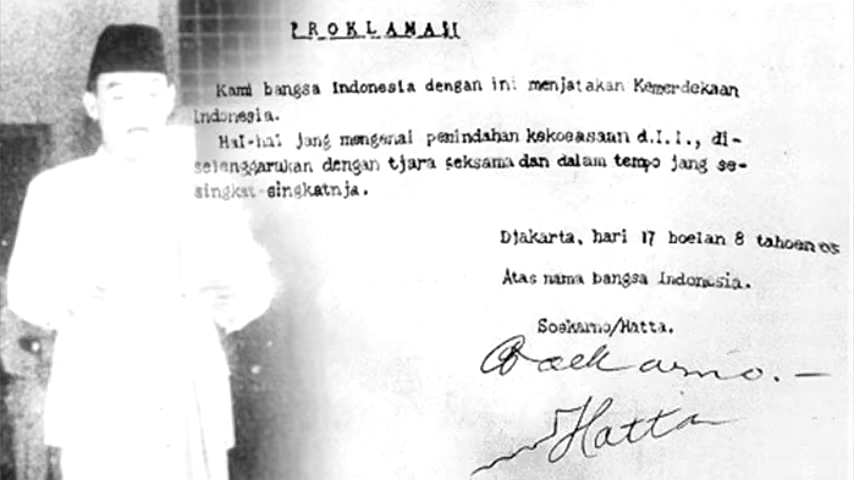 PROKLAMASI
Kami bangsa Indonesia dengan ini menjatakan Kemerdekaan
Indonesia.
Hal-hal jang mengenai pemindahan kekoeasaan d.l.l., di-
selenggarakan dengan tjara seksama dan dalam tempo jang se-
singkat-singkatnja.
Djakarta, hari 17 boelan 8 tahoen 05
Atas nama bangsa Indonesia.
Soekarno/Hatta.
Soekarno.—
Hatta